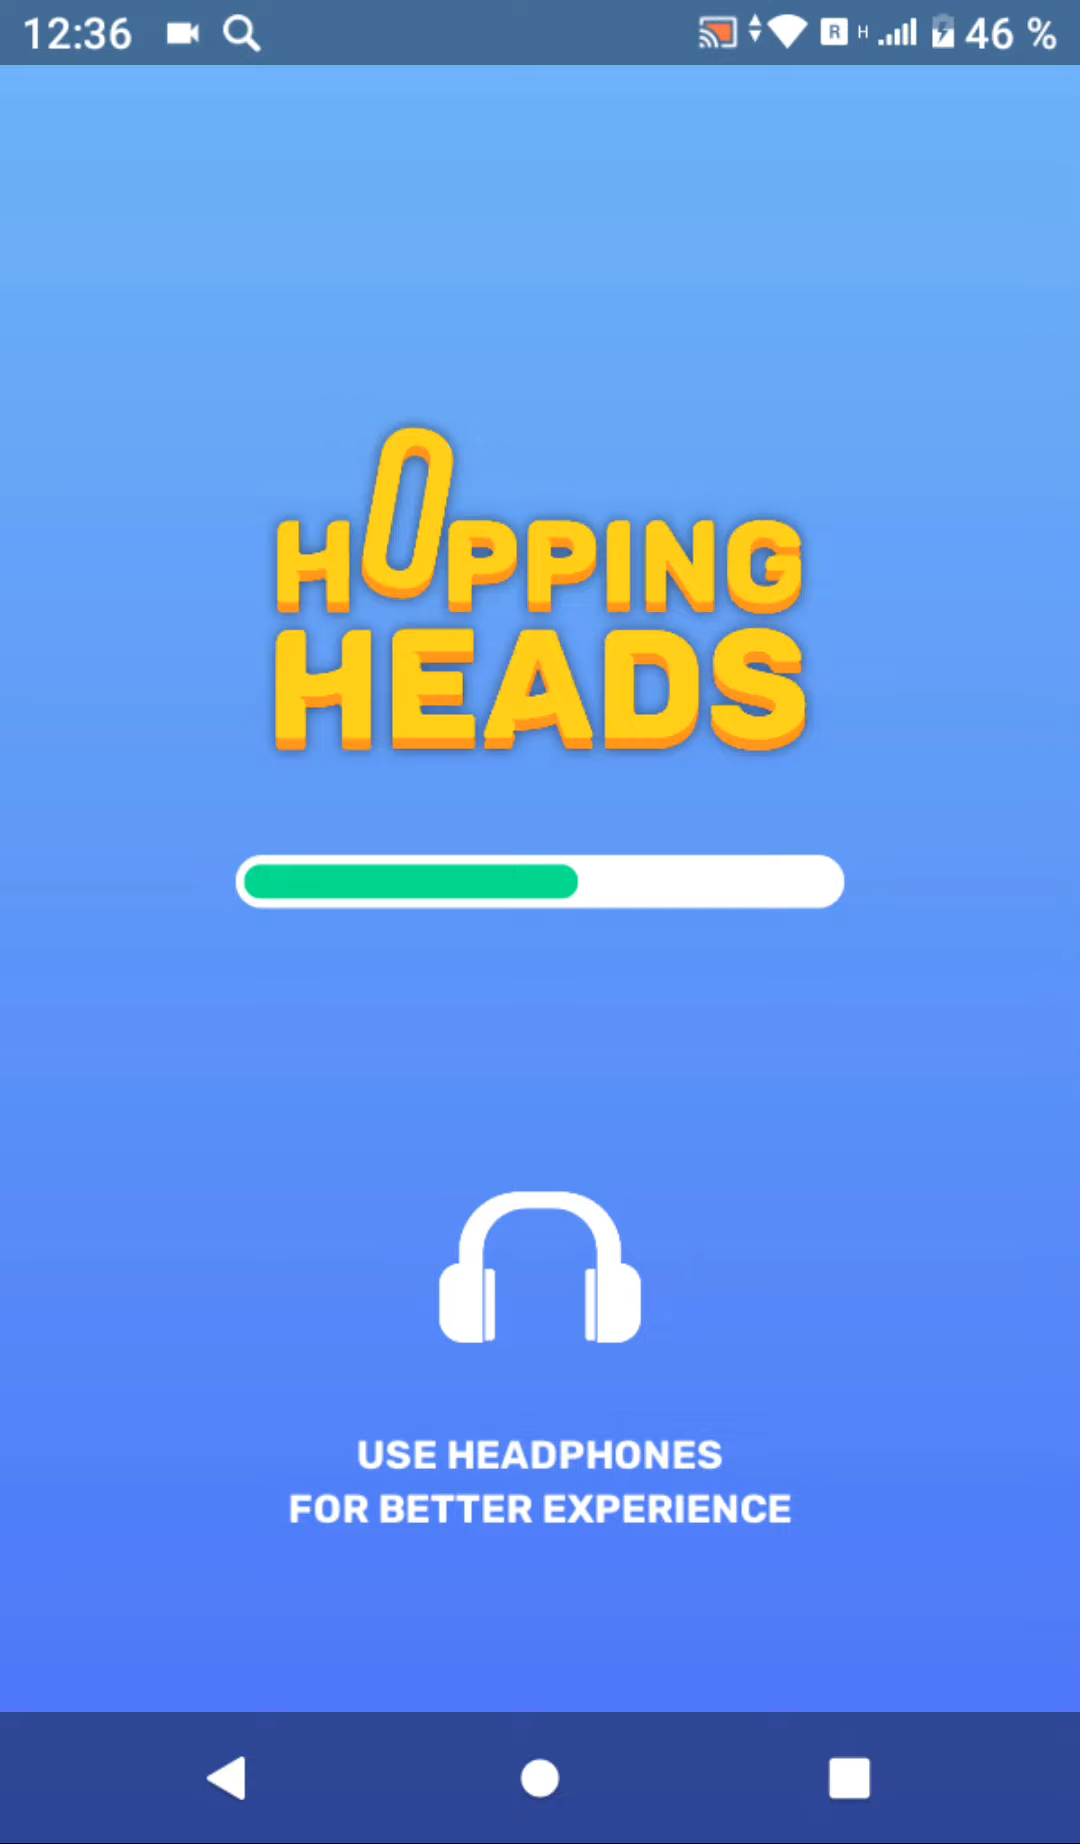 12:36 R H 46 %
HOPPING
HEADS
USE HEADPHONES
FOR BETTER EXPERIENCE